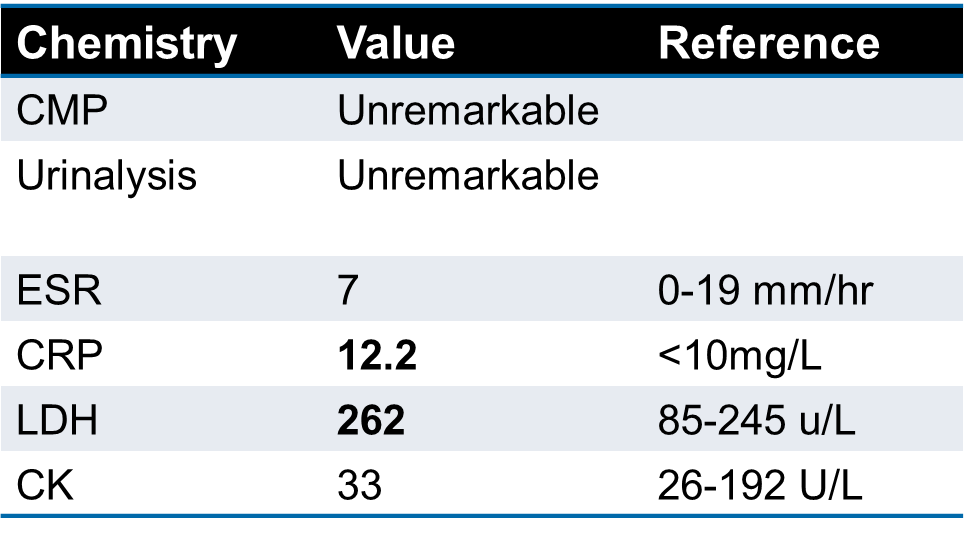 Chemistry Value Reference
CMP Unremarkable
Urinalysis Unremarkable
ESR 7 0-19 mm/hr
CRP 12.2 <10mg/L
LDH 262 85-245 u/L
CK 33 26-192 U/L